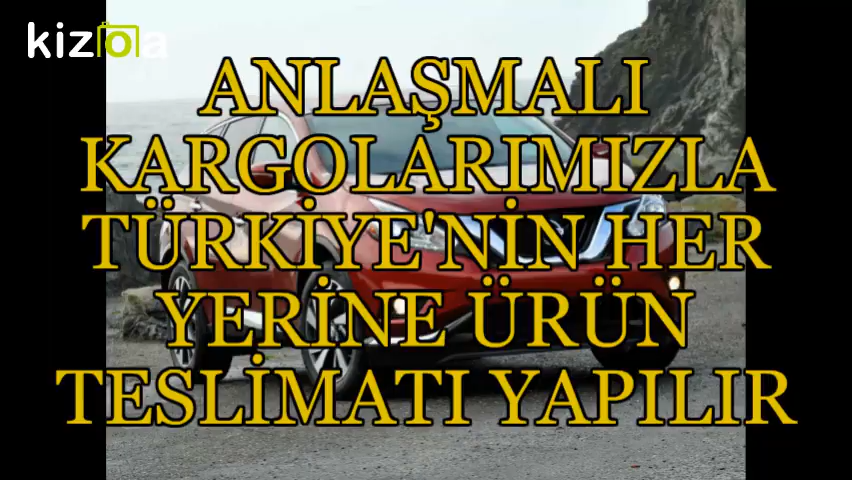 kizoa
ANLAŞMALI
KARGOLARIMIZLA
TÜRKİYE'NİN HER
YERİNE ÜRÜN
TESLİMATI YAPILIR